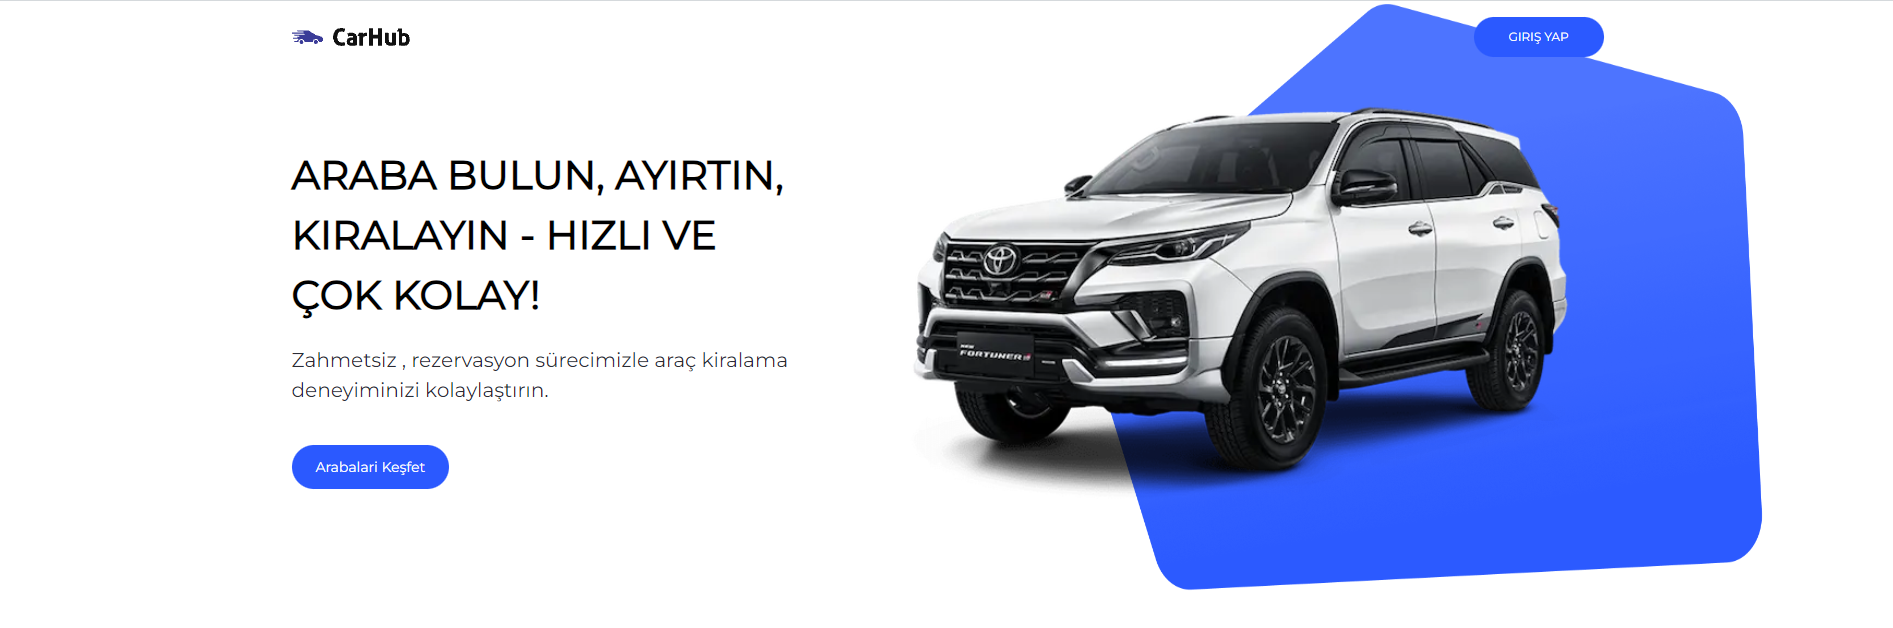 CarHub
GIRIŞ YAP
ARABA BULUN, AYIRTIN,
KIRALAYIN - HIZLI VE
ÇOK KOLAY!
Zahmetsiz , rezervasyon sürecimizle araç kiralama
deneyiminizi kolaylaştırın.
Arabalari Keşfet
NEW
FORTUNER